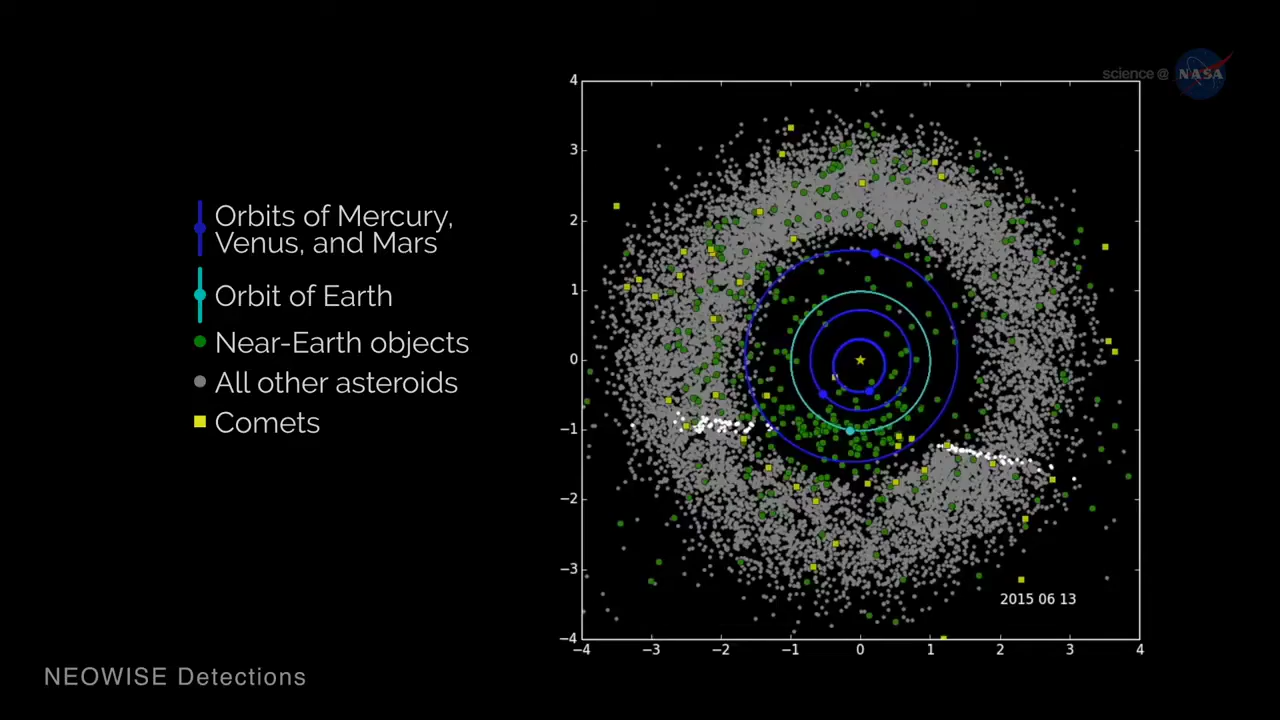 science @ NASA
Orbits of Mercury,
Venus, and Mars
Orbit of Earth
Near-Earth objects
All other asteroids
Comets
4
3
2
1
0
−1
−2
−3
−4
−4 −3 −2 −1 0 1 2 3 4
2015 06 13
NEOWISE Detections